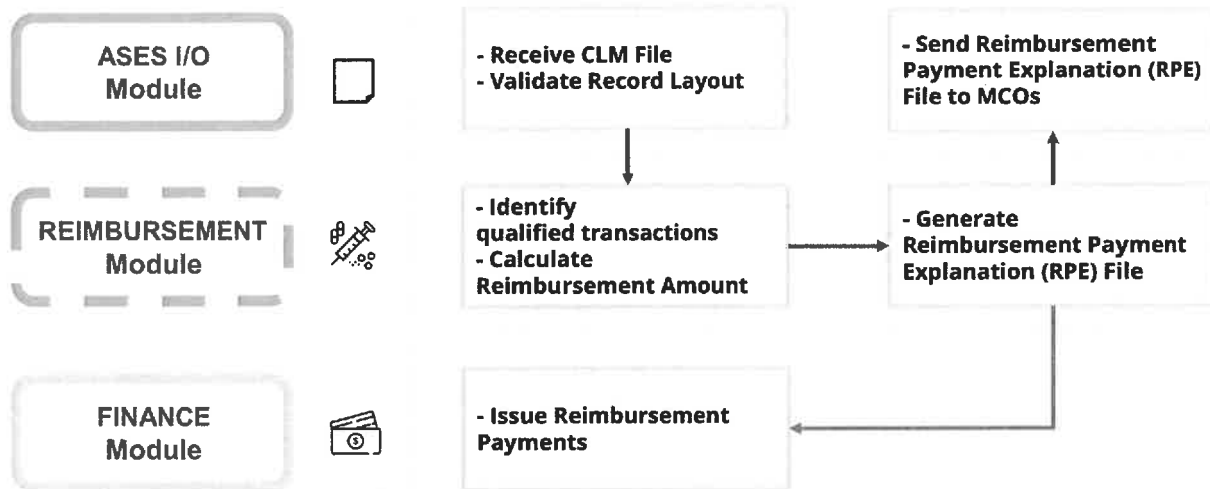 ASES I/O
Module
- Receive CLM File
- Validate Record Layout
- Send Reimbursement
Payment Explanation (RPE)
File to MCOs
REIMBURSEMENT
Module
- Identify
qualified transactions
- Calculate
Reimbursement Amount
- Generate
Reimbursement Payment
Explanation (RPE) File
FINANCE
Module
$
- Issue Reimbursement
Payments